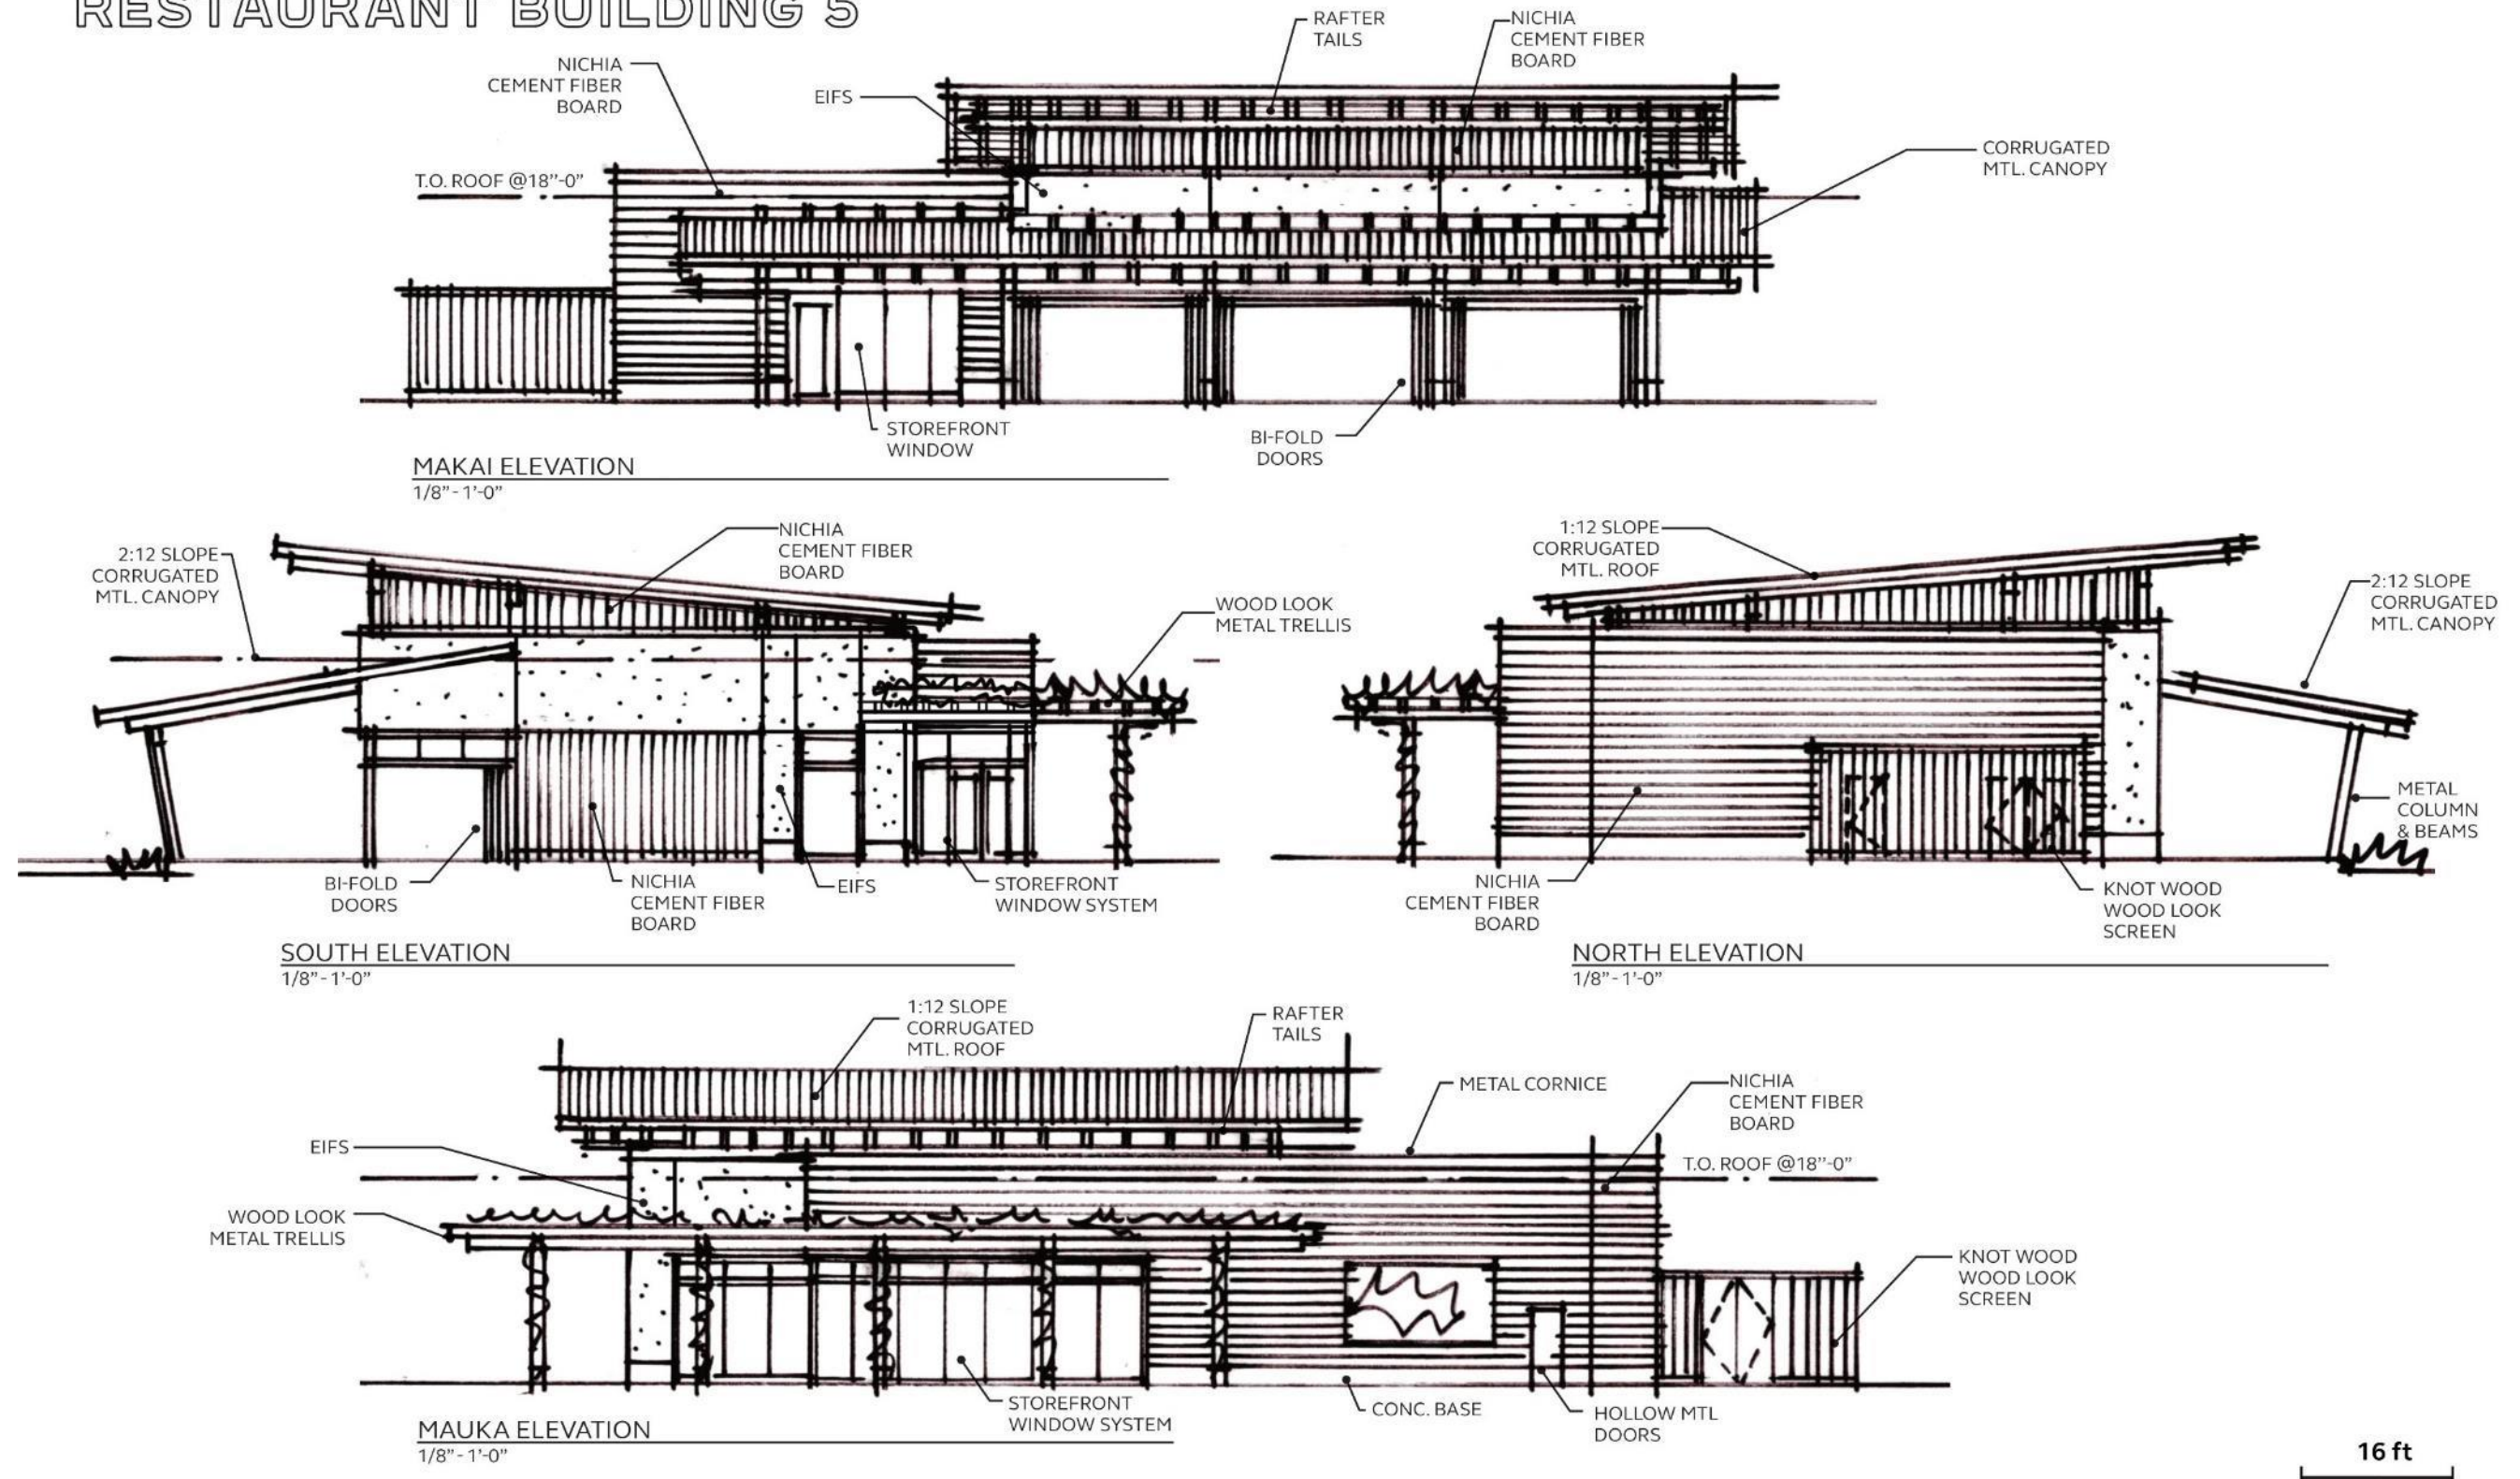 RESTAURANT BUILDING 5
RAFTER
TAILS
NICHIA
CEMENT FIBER
BOARD
NICHIA
CEMENT FIBER
BOARD
EIFS
CORRUGATED
MTL. CANOPY
T.O. ROOF @18"-0"
STOREFRONT
WINDOW
BI-FOLD
DOORS
MAKAI ELEVATION
1/8" - 1'-0"
2:12 SLOPE
CORRUGATED
MTL. CANOPY
NICHIA
CEMENT FIBER
BOARD
WOOD LOOK
METAL TRELLIS
BI-FOLD
DOORS
NICHIA
CEMENT FIBER
BOARD
EIFS
STOREFRONT
WINDOW SYSTEM
SOUTH ELEVATION
1/8" - 1'-0"
1:12 SLOPE
CORRUGATED
MTL. ROOF
2:12 SLOPE
CORRUGATED
MTL. CANOPY
METAL
COLUMN
& BEAMS
NICHIA
CEMENT FIBER
BOARD
KNOT WOOD
WOOD LOOK
SCREEN
NORTH ELEVATION
1/8" - 1'-0"
1:12 SLOPE
CORRUGATED
MTL. ROOF
RAFTER
TAILS
METAL CORNICE
NICHIA
CEMENT FIBER
BOARD
EIFS
T.O. ROOF @18"-0"
WOOD LOOK
METAL TRELLIS
KNOT WOOD
WOOD LOOK
SCREEN
STOREFRONT
WINDOW SYSTEM
CONC. BASE
HOLLOW MTL
DOORS
MAUKA ELEVATION
1/8" - 1'-0"
16 ft